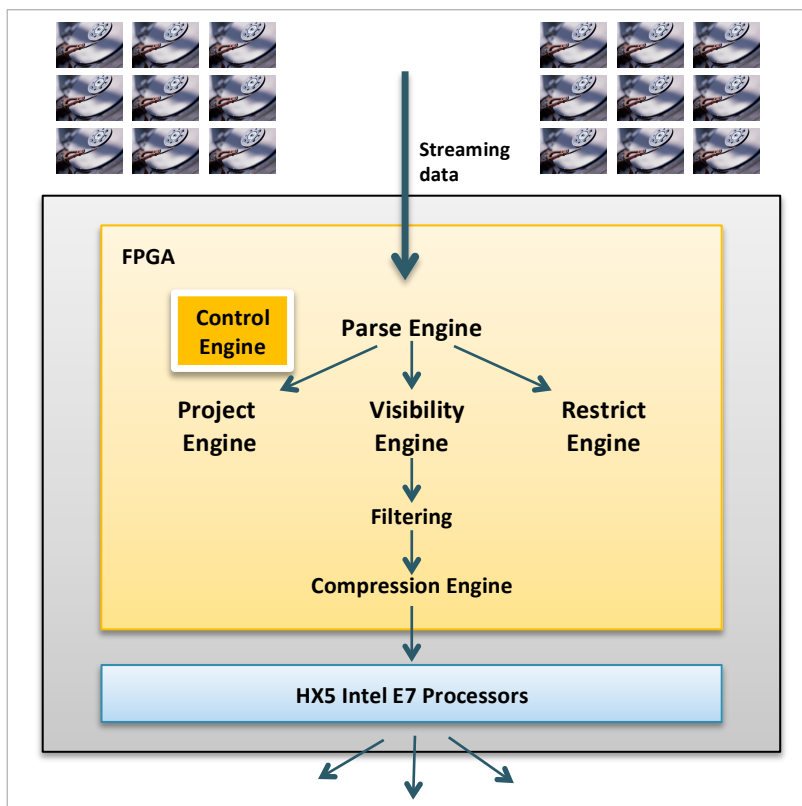 Streaming
data
FPGA
Control
Engine
Parse Engine
Project
Engine
Visibility
Engine
Restrict
Engine
Filtering
Compression Engine
HX5 Intel E7 Processors